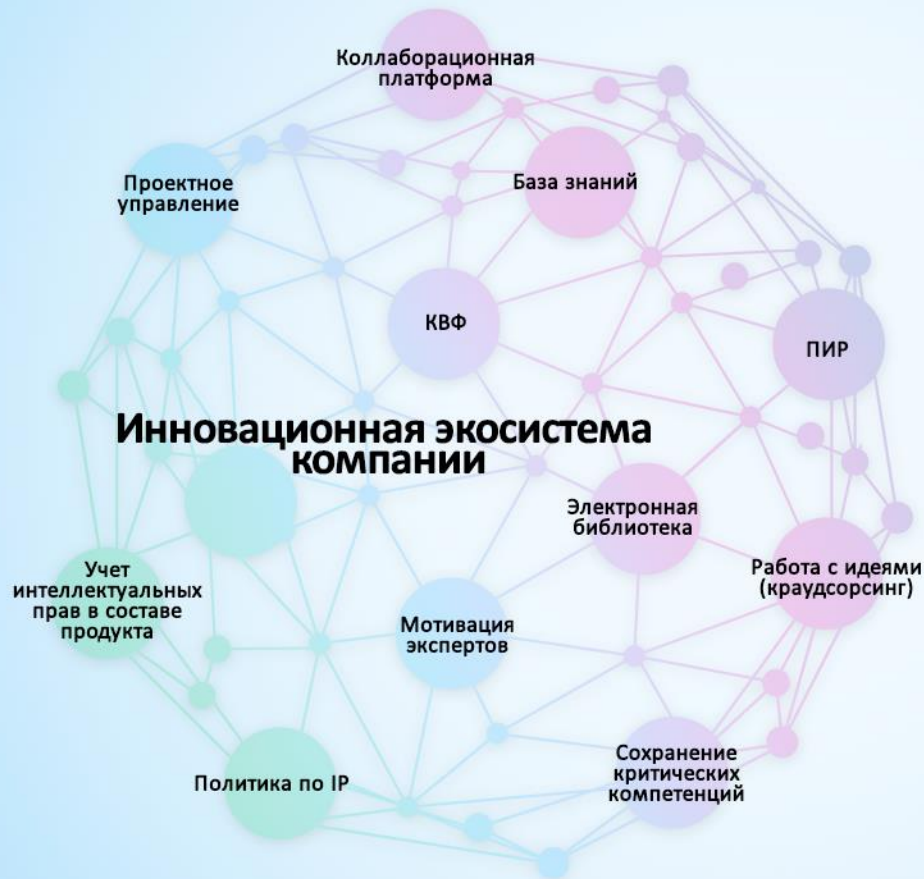 Коллаборационная
платформа
Проектное
управление
База знаний
КВФ
ПИР
Инновационная экосистема
компании
Электронная
библиотека
Учет
интеллектуальных
прав в составе
продукта
Работа с идеями
(краудсорсинг)
Мотивация
экспертов
Политика по IP
Сохранение
критических
компетенций